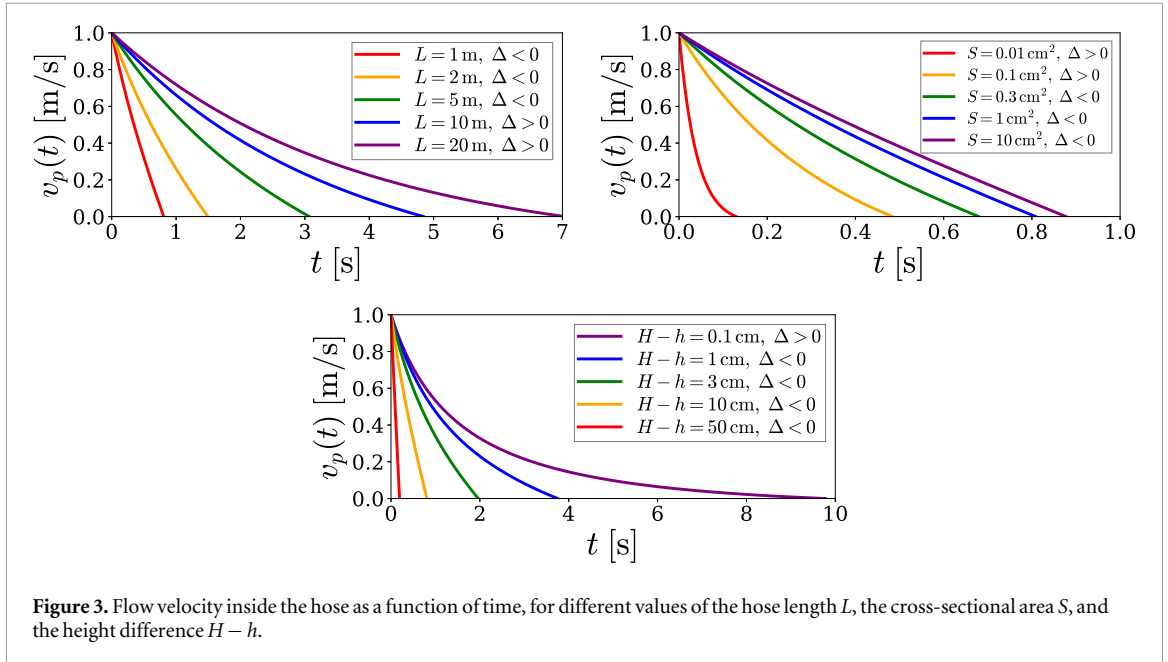 1.0
0.8
0.6
0.4
0.2
0.0
v_p(t) [m/s]
0 1 2 3 4 5 6 7
t [s]
L = 1 m, Δ < 0
L = 2 m, Δ < 0
L = 5 m, Δ < 0
L = 10 m, Δ > 0
L = 20 m, Δ > 0
1.0
0.8
0.6
0.4
0.2
0.0
v_p(t) [m/s]
0.0 0.2 0.4 0.6 0.8 1.0
t [s]
S = 0.01 cm², Δ > 0
S = 0.1 cm², Δ > 0
S = 0.3 cm², Δ < 0
S = 1 cm², Δ < 0
S = 10 cm², Δ < 0
1.0
0.8
0.6
0.4
0.2
0.0
v_p(t) [m/s]
0 2 4 6 8 10
t [s]
H − h = 0.1 cm, Δ > 0
H − h = 1 cm, Δ < 0
H − h = 3 cm, Δ < 0
H − h = 10 cm, Δ < 0
H − h = 50 cm, Δ < 0
Figure 3. Flow velocity inside the hose as a function of time, for different values of the hose length L, the cross-sectional area S, and
the height difference H − h.